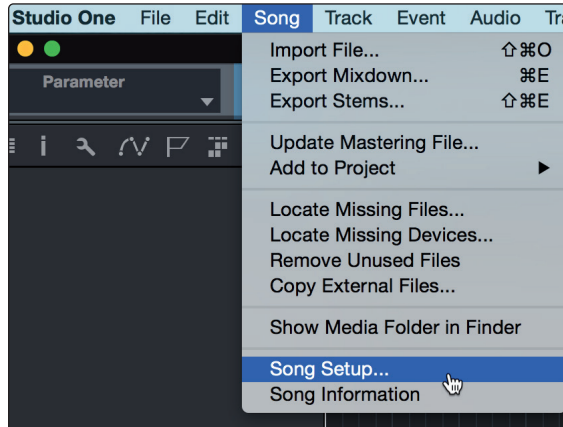 Studio One File Edit Song Track Event Audio Tra
Parameter
Import File... ⇧⌘O
Export Mixdown... ⌘E
Export Stems... ⇧⌘E
Update Mastering File...
Add to Project
Locate Missing Files...
Locate Missing Devices...
Remove Unused Files
Copy External Files...
Show Media Folder in Finder
Song Setup...
Song Information